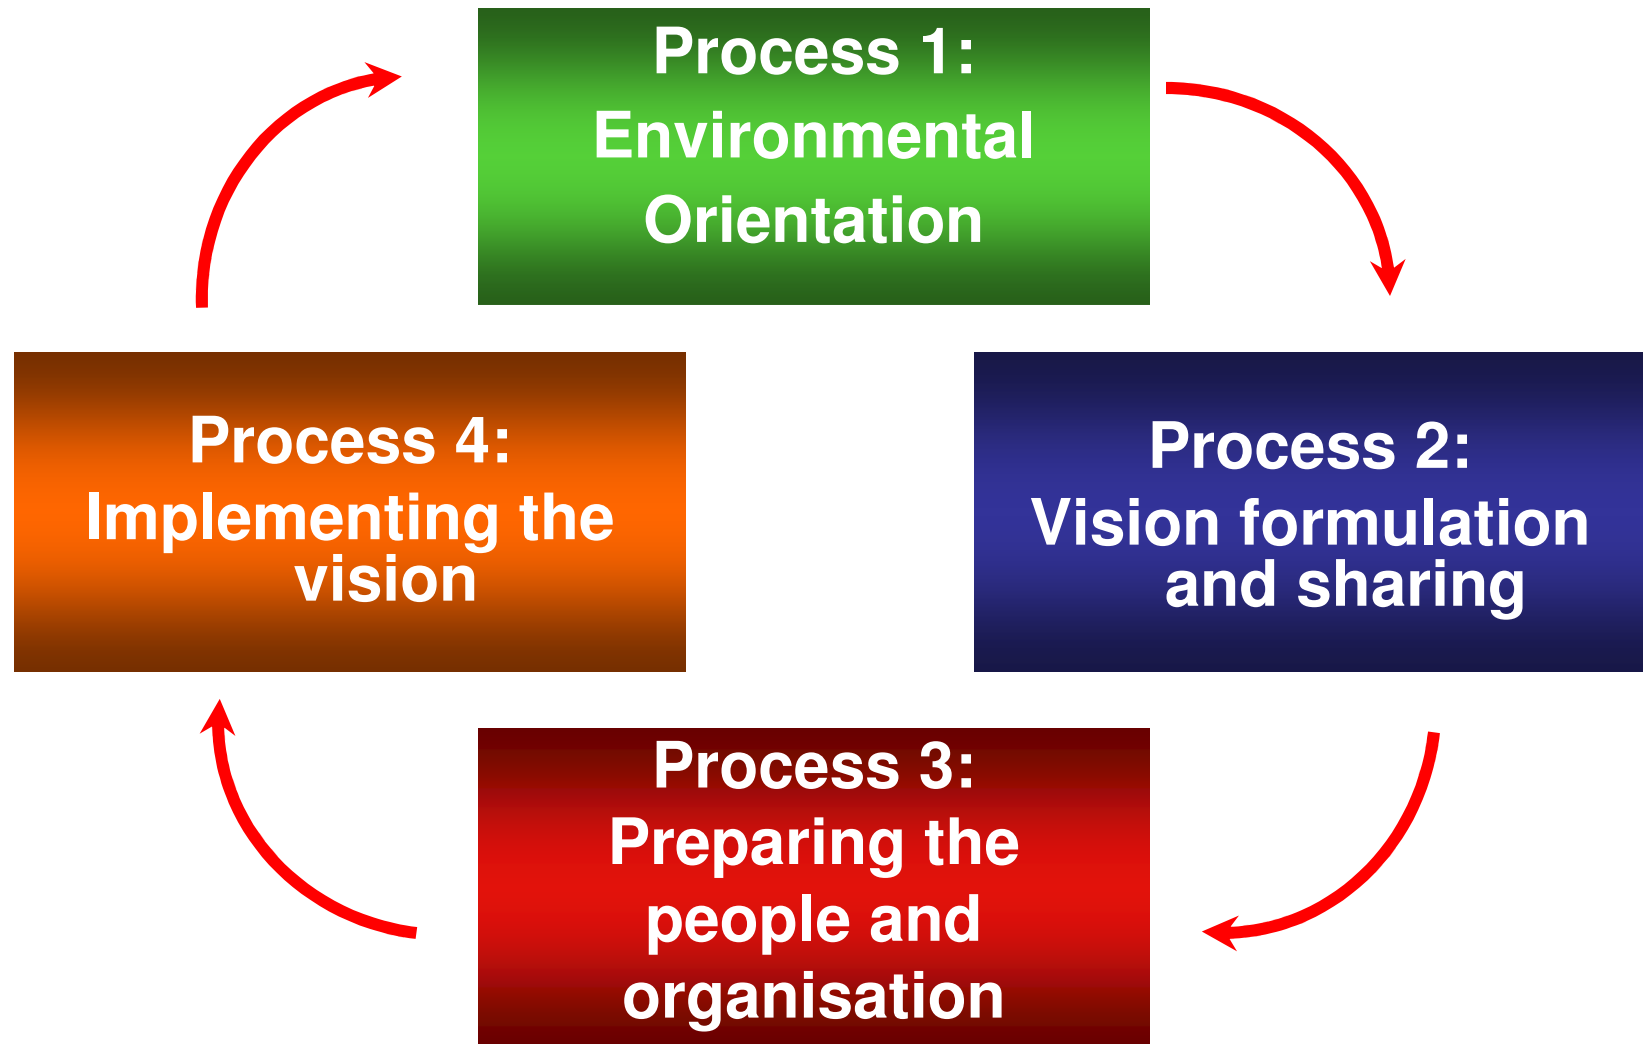 Process 1:
Environmental
Orientation
Process 2:
Vision formulation
and sharing
Process 3:
Preparing the
people and
organisation
Process 4:
Implementing the
vision